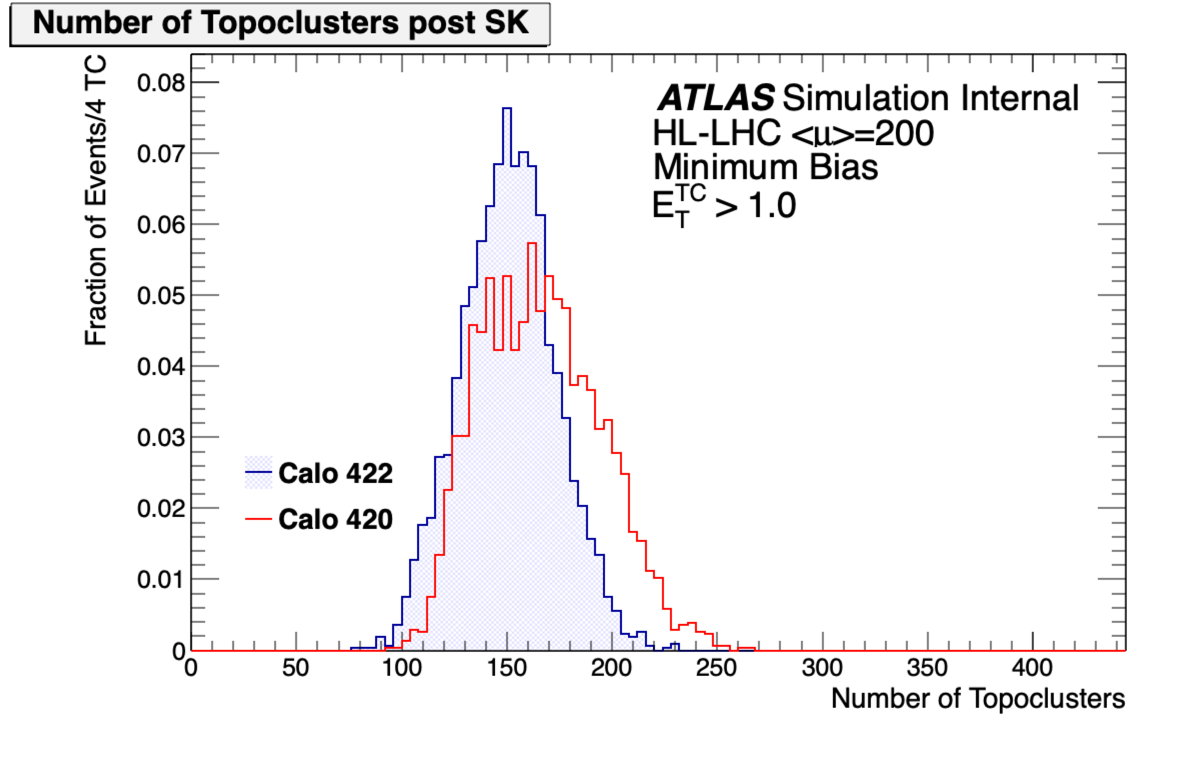 Number of Topoclusters post SK
Fraction of Events/4 TC
0.08
0.07
0.06
0.05
0.04
0.03
0.02
0.01
0
ATLAS Simulation Internal
HL-LHC <μ>=200
Minimum Bias
E_T^TC > 1.0
Calo 422
Calo 420
0 50 100 150 200 250 300 350 400
Number of Topoclusters